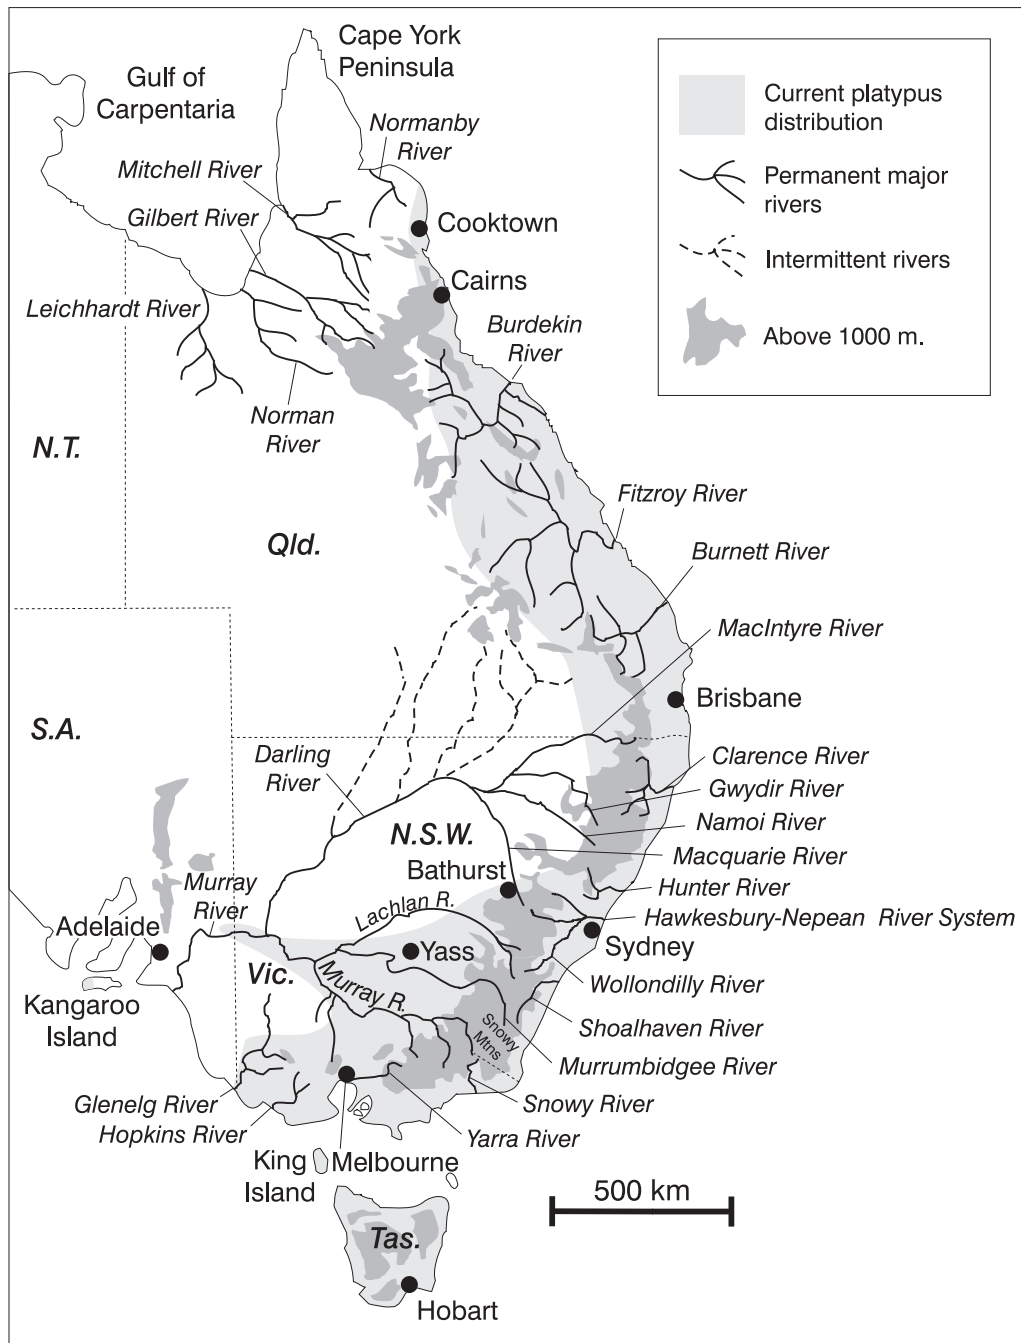 Cape York
Peninsula
Gulf of
Carpentaria
Normanby
River
Mitchell River
Gilbert River
Cooktown
Cairns
Leichhardt River
Burdekin
River
Norman
River
N.T.
Qld.
Fitzroy River
Burnett River
MacIntyre River
Brisbane
S.A.
Darling
River
Clarence River
Gwydir River
Namoi River
N.S.W.
Macquarie River
Bathurst
Hunter River
Murray
River
Lachlan R.
Hawkesbury-Nepean River System
Adelaide
Yass
Sydney
Vic.
Murray R.
Wollondilly River
Kangaroo
Island
Snowy
Mtns
Shoalhaven River
Murrumbidgee River
Glenelg River
Snowy River
Hopkins River
Yarra River
King
Island
Melbourne
500 km
Tas.
Hobart
Current platypus
distribution
Permanent major
rivers
Intermittent rivers
Above 1000 m.